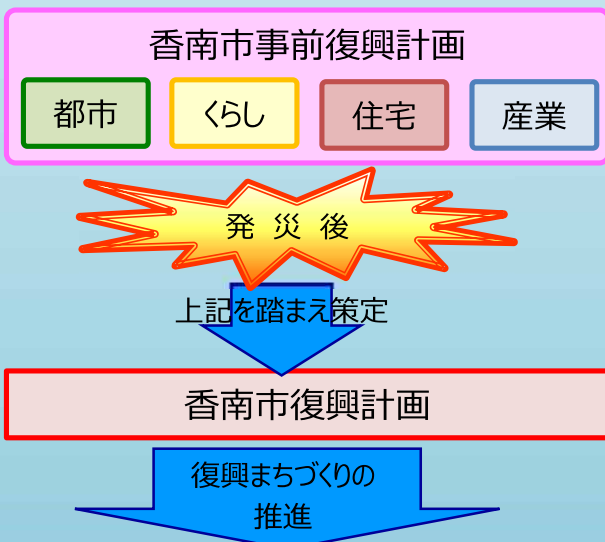 香南市事前復興計画
都市 くらし 住宅 産業
発 災 後
上記を踏まえ策定
香南市復興計画
復興まちづくりの
推進